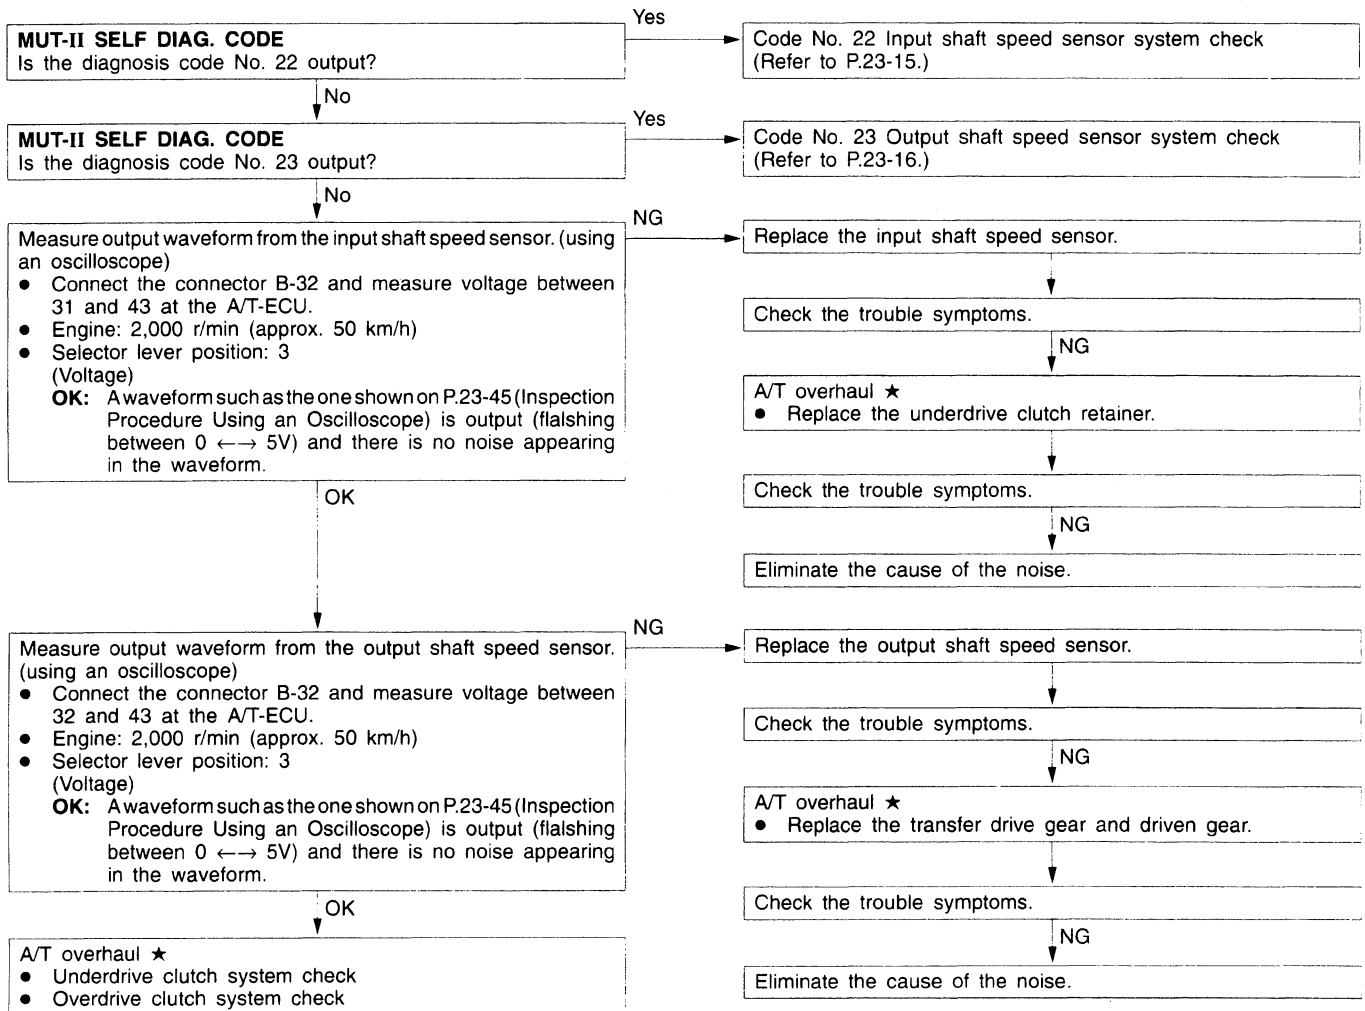 Yes
MUT-II SELF DIAG. CODE
Is the diagnosis code No. 22 output?
Code No. 22 Input shaft speed sensor system check
(Refer to P.23-15.)
No
Yes
MUT-II SELF DIAG. CODE
Is the diagnosis code No. 23 output?
Code No. 23 Output shaft speed sensor system check
(Refer to P.23-16.)
No
NG
Measure output waveform from the input shaft speed sensor. (using
an oscilloscope)
● Connect the connector B-32 and measure voltage between
31 and 43 at the A/T-ECU.
● Engine: 2,000 r/min (approx. 50 km/h)
● Selector lever position: 3
(Voltage)
OK: A waveform such as the one shown on P.23-45 (Inspection
Procedure Using an Oscilloscope) is output (flalshing
between 0 ←→ 5V) and there is no noise appearing
in the waveform.
OK
Replace the input shaft speed sensor.
Check the trouble symptoms.
NG
A/T overhaul ★
● Replace the underdrive clutch retainer.
Check the trouble symptoms.
NG
Eliminate the cause of the noise.
NG
Measure output waveform from the output shaft speed sensor.
(using an oscilloscope)
● Connect the connector B-32 and measure voltage between
32 and 43 at the A/T-ECU.
● Engine: 2,000 r/min (approx. 50 km/h)
● Selector lever position: 3
(Voltage)
OK: A waveform such as the one shown on P.23-45 (Inspection
Procedure Using an Oscilloscope) is output (flalshing
between 0 ←→ 5V) and there is no noise appearing
in the waveform.
OK
Replace the output shaft speed sensor.
Check the trouble symptoms.
NG
A/T overhaul ★
● Replace the transfer drive gear and driven gear.
Check the trouble symptoms.
NG
Eliminate the cause of the noise.
A/T overhaul ★
● Underdrive clutch system check
● Overdrive clutch system check